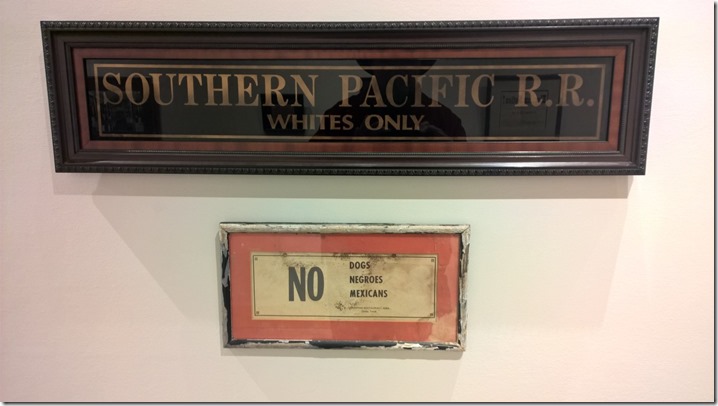 SOUTHERN PACIFIC R.R.
WHITES ONLY
NO
DOGS
NEGROES
MEXICANS